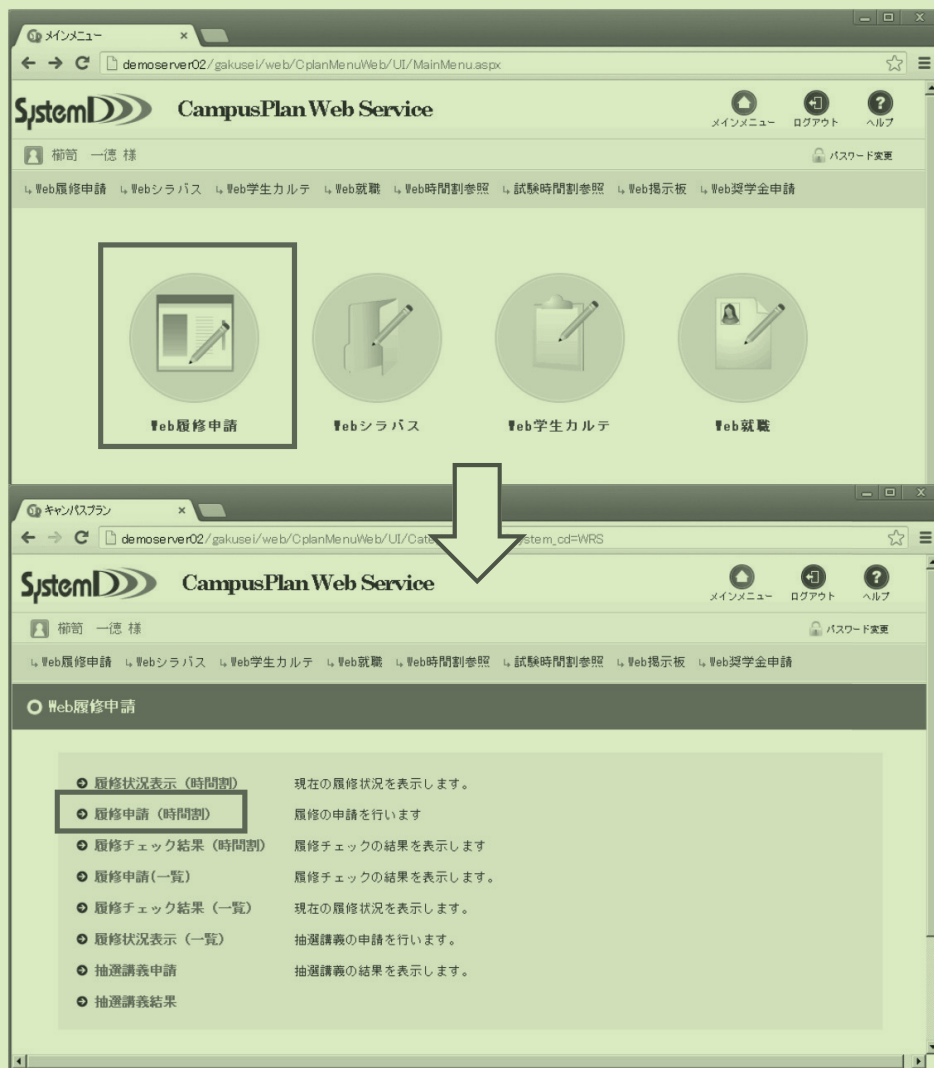 メインメニュー
demoserver02/gakusei/web/CplanMenuWeb/UI/MainMenu.aspx
SystemD CampusPlan Web Service
メインメニュー ログアウト ヘルプ
櫛笥 一徳 様
パスワード変更
Web履修申請 Webシラバス Web学生カルテ Web就職 Web時間割参照 試験時間割参照 Web掲示板 Web奨学金申請
Web履修申請 Webシラバス Web学生カルテ Web就職
キャンパスプラン
demoserver02/gakusei/web/CplanMenuWeb/UI/Cate ystem_cd=WRS
SystemD CampusPlan Web Service
メインメニュー ログアウト ヘルプ
櫛笥 一徳 様
パスワード変更
Web履修申請 Webシラバス Web学生カルテ Web就職 Web時間割参照 試験時間割参照 Web掲示板 Web奨学金申請
Web履修申請
履修状況表示(時間割) 現在の履修状況を表示します。
履修申請(時間割) 履修の申請を行います
履修チェック結果(時間割) 履修チェックの結果を表示します
履修申請(一覧) 履修チェックの結果を表示します。
履修チェック結果(一覧) 現在の履修状況を表示します。
履修状況表示(一覧) 抽選講義の申請を行います。
抽選講義申請 抽選講義の結果を表示します。
抽選講義結果